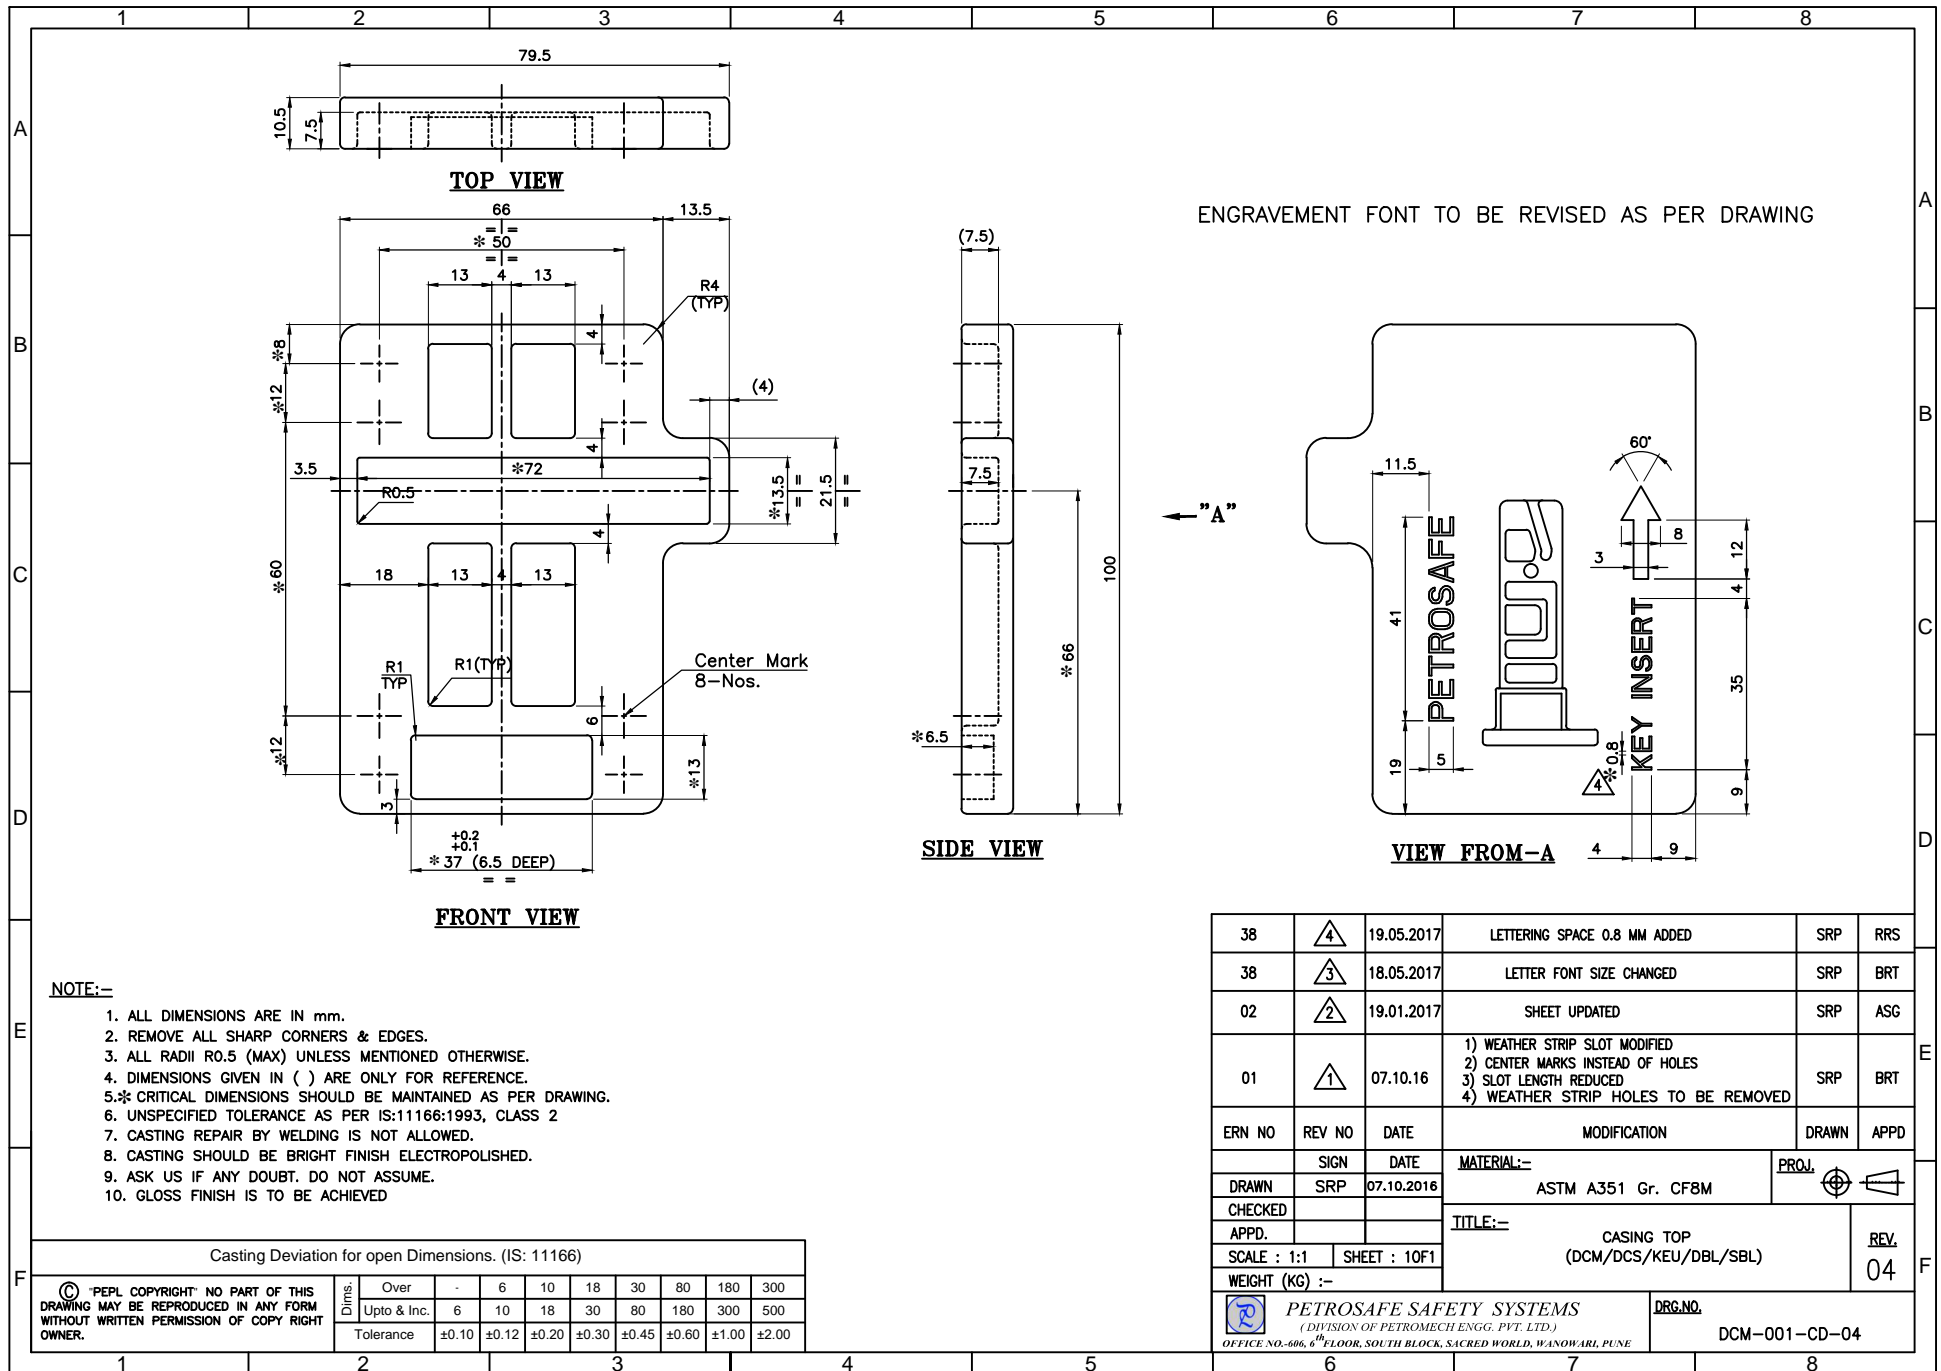 1 2 3 4 5 6 7 8
A
B
C
D
E
F
A
B
C
D
E
F
79.5
10.5
7.5
TOP VIEW
66
13.5
= =
* 50
= =
13 4 13
R4
(TYP)
4
*8
*12
(4)
4
3.5
*72
R0.5
*13.5
= =
21.5
= =
4
*60
18 13 4 13
R1
TYP
R1(TYP)
Center Mark
8-Nos.
6
*12
*13
3
+0.2
+0.1
* 37 (6.5 DEEP)
= =
FRONT VIEW
(7.5)
7.5
100
*66
*6.5
SIDE VIEW
"A"
ENGRAVEMENT FONT TO BE REVISED AS PER DRAWING
60°
11.5
8
3
12
4
41
35
PETROSAFE
KEY INSERT
19
5
*0.8
4
9
4
9
VIEW FROM-A
NOTE:-
1. ALL DIMENSIONS ARE IN mm.
2. REMOVE ALL SHARP CORNERS & EDGES.
3. ALL RADII R0.5 (MAX) UNLESS MENTIONED OTHERWISE.
4. DIMENSIONS GIVEN IN ( ) ARE ONLY FOR REFERENCE.
5.* CRITICAL DIMENSIONS SHOULD BE MAINTAINED AS PER DRAWING.
6. UNSPECIFIED TOLERANCE AS PER IS:11166:1993, CLASS 2
7. CASTING REPAIR BY WELDING IS NOT ALLOWED.
8. CASTING SHOULD BE BRIGHT FINISH ELECTROPOLISHED.
9. ASK US IF ANY DOUBT. DO NOT ASSUME.
10. GLOSS FINISH IS TO BE ACHIEVED
Casting Deviation for open Dimensions. (IS: 11166)
© "PEPL COPYRIGHT" NO PART OF THIS
DRAWING MAY BE REPRODUCED IN ANY FORM
WITHOUT WRITTEN PERMISSION OF COPY RIGHT
OWNER.
Dims.
Over - 6 10 18 30 80 180 300
Upto & Inc. 6 10 18 30 80 180 300 500
Tolerance ±0.10 ±0.12 ±0.20 ±0.30 ±0.45 ±0.60 ±1.00 ±2.00
38 4 19.05.2017 LETTERING SPACE 0.8 MM ADDED SRP RRS
38 3 18.05.2017 LETTER FONT SIZE CHANGED SRP BRT
02 2 19.01.2017 SHEET UPDATED SRP ASG
01 1 07.10.16 1) WEATHER STRIP SLOT MODIFIED
2) CENTER MARKS INSTEAD OF HOLES
3) SLOT LENGTH REDUCED
4) WEATHER STRIP HOLES TO BE REMOVED
SRP BRT
ERN NO REV NO DATE MODIFICATION DRAWN APPD
SIGN DATE
DRAWN SRP 07.10.2016
CHECKED
APPD.
SCALE : 1:1 SHEET : 1OF1
WEIGHT (KG) :-
MATERIAL:-
ASTM A351 Gr. CF8M
PROJ.
TITLE:-
CASING TOP
(DCM/DCS/KEU/DBL/SBL)
REV.
04
PETROSAFE SAFETY SYSTEMS
( DIVISION OF PETROMECH ENGG. PVT. LTD.)
OFFICE NO.-606, 6th FLOOR, SOUTH BLOCK, SACRED WORLD, WANOWARI, PUNE
DRG.NO.
DCM-001-CD-04
1 2 3 4 5 6 7 8